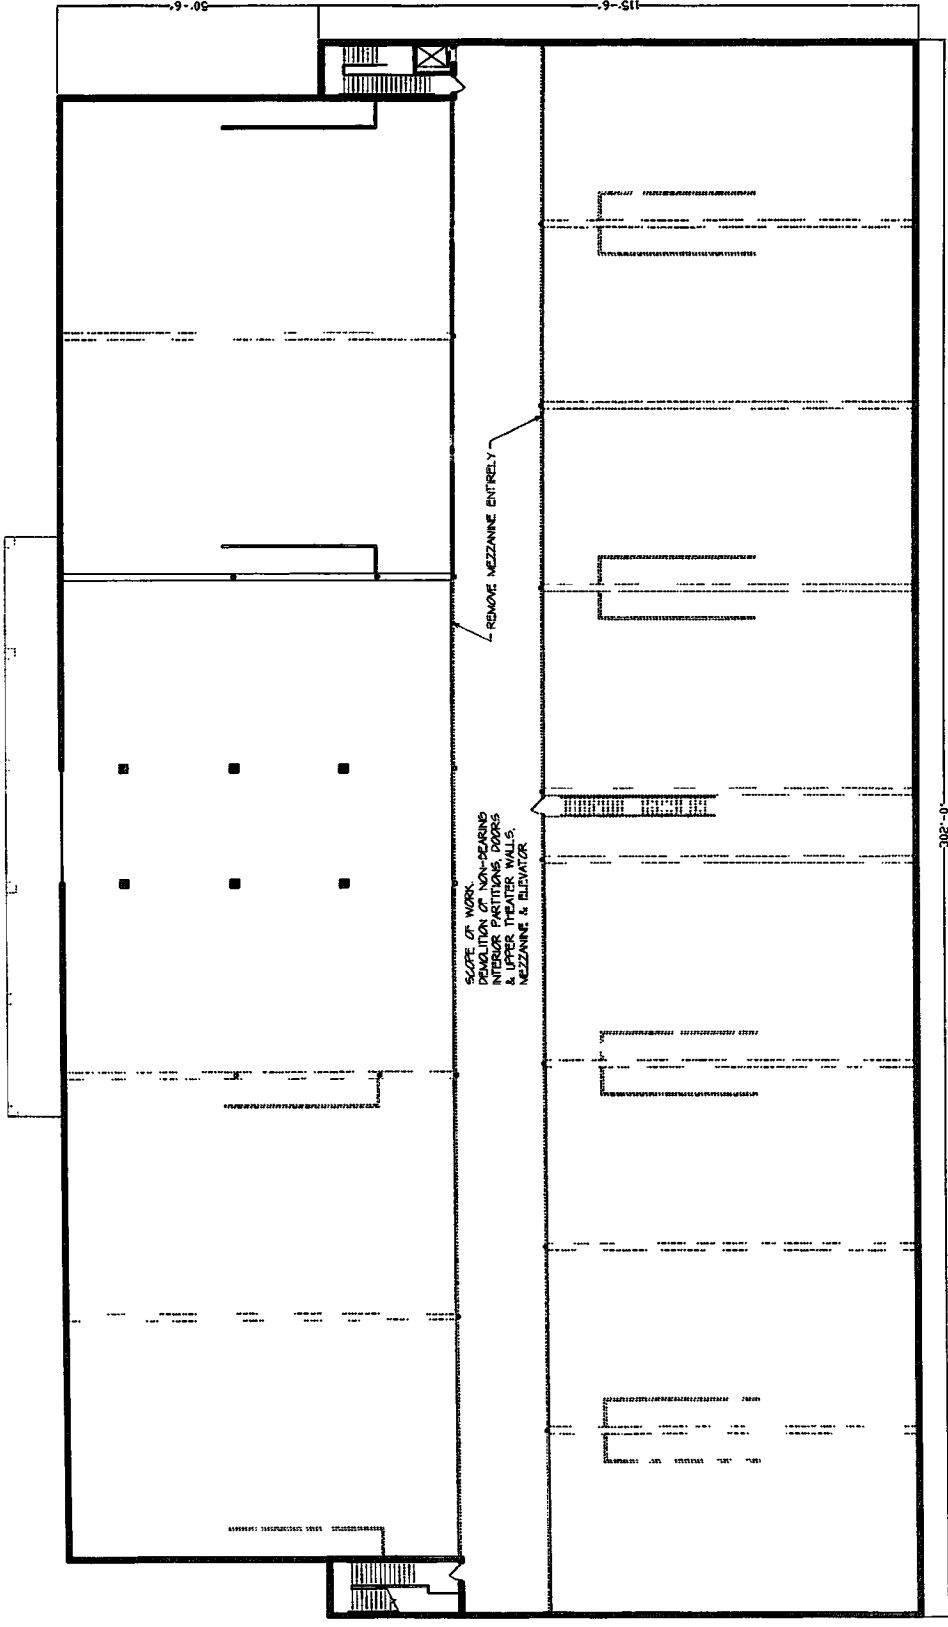 50'-6"
115'-6"
REMOVE MEZZANINE ENTIRELY
SCOPE OF WORK.
DEMOLITION OF NON-BEARING
INTERIOR PARTITIONS, DOORS
& UPPER THEATER WALLS,
MEZZANINE & ELEVATOR
302'-0"